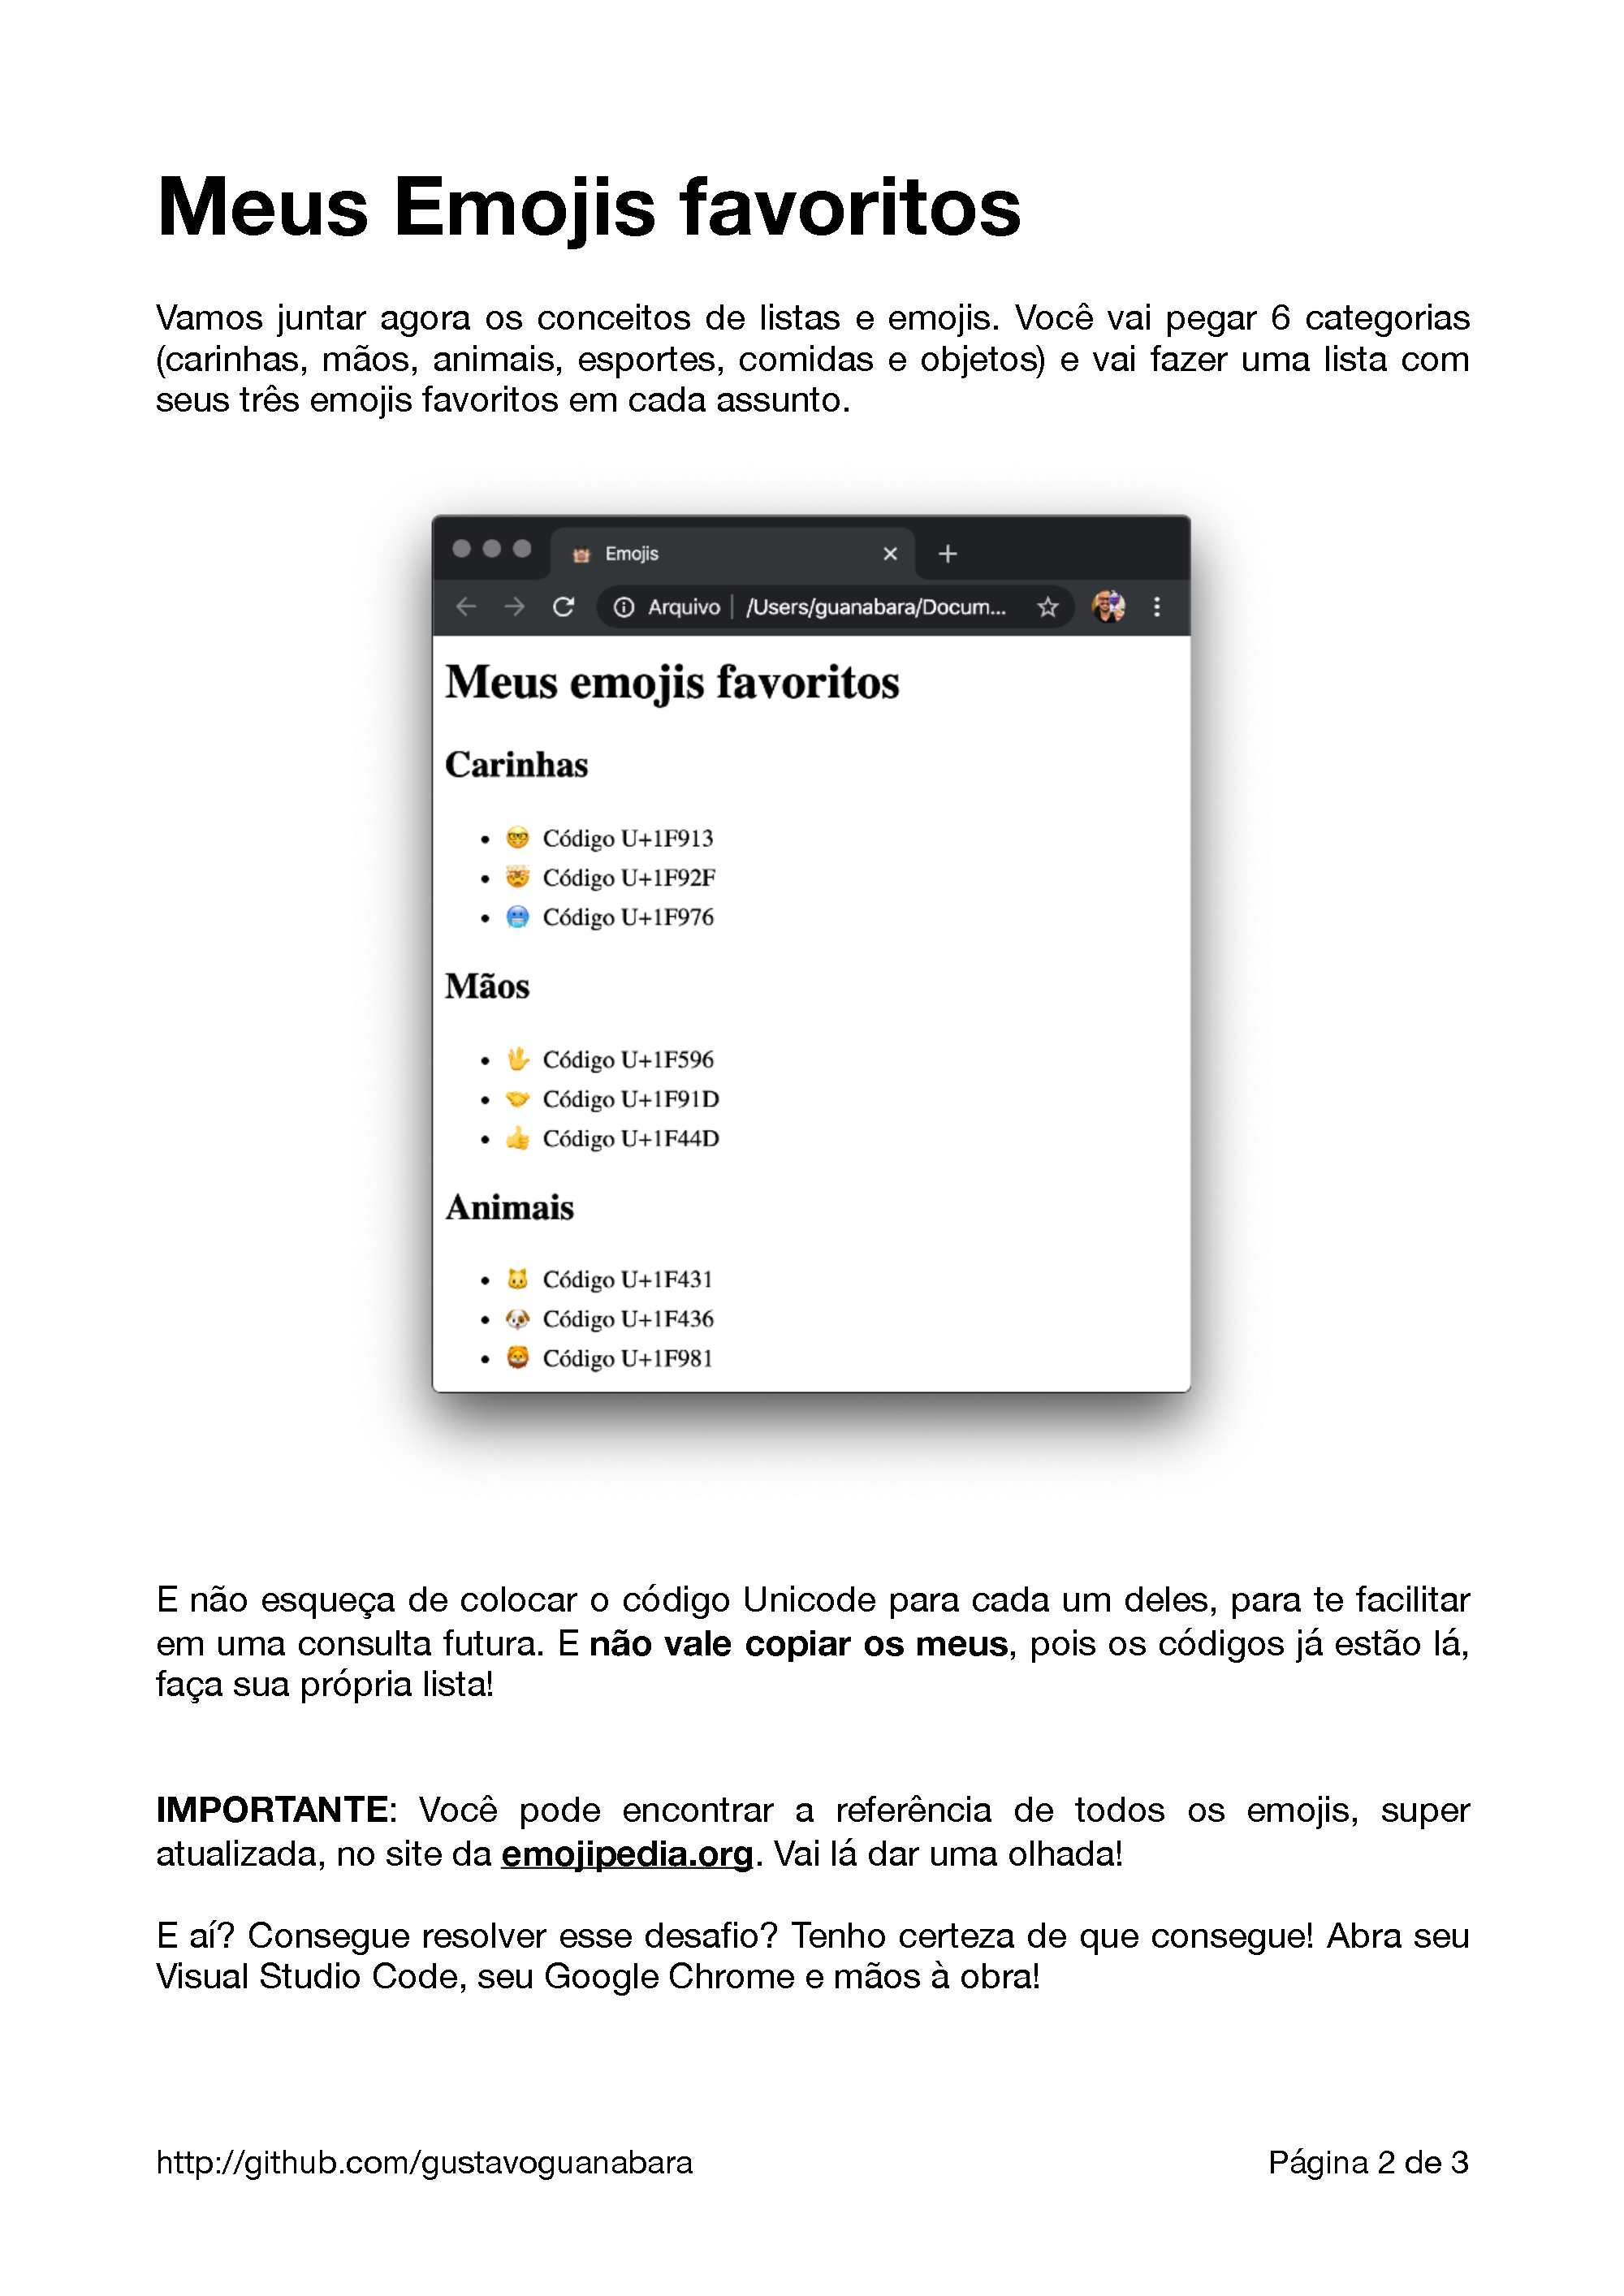 Meus Emojis favoritos
Vamos juntar agora os conceitos de listas e emojis. Você vai pegar 6 categorias
(carinhas, mãos, animais, esportes, comidas e objetos) e vai fazer uma lista com
seus três emojis favoritos em cada assunto.
Emojis
Arquivo | /Users/guanabara/Docum...
Meus emojis favoritos
Carinhas
• 🤓 Código U+1F913
• 🤯 Código U+1F92F
• 🥶 Código U+1F976
Mãos
• 🖖 Código U+1F596
• 🤝 Código U+1F91D
• 👍 Código U+1F44D
Animais
• 🐱 Código U+1F431
• 🐶 Código U+1F436
• 🦁 Código U+1F981
E não esqueça de colocar o código Unicode para cada um deles, para te facilitar
em uma consulta futura. E não vale copiar os meus, pois os códigos já estão lá,
faça sua própria lista!
IMPORTANTE: Você pode encontrar a referência de todos os emojis, super
atualizada, no site da emojipedia.org. Vai lá dar uma olhada!
E aí? Consegue resolver esse desafio? Tenho certeza de que consegue! Abra seu
Visual Studio Code, seu Google Chrome e mãos à obra!
http://github.com/gustavoguanabara
Página 2 de 3